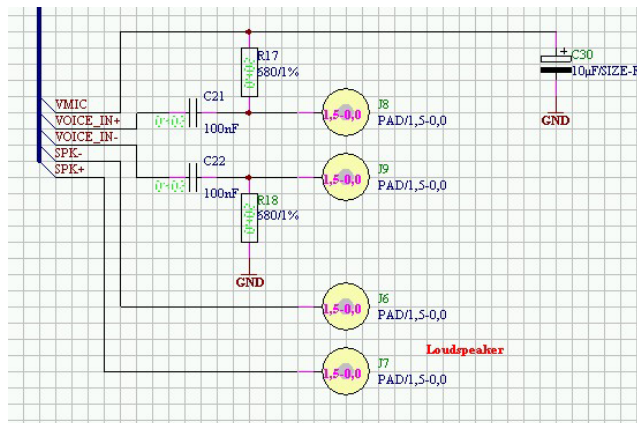 C30
10µF/SIZE-
GND
R17
680/1%
0402
C21
100nF
J8
PAD/1,5-0,0
1,5-0,0
VMIC
VOICE_IN+
VOICE_IN-
SPK-
SPK+
C22
100nF
J9
PAD/1,5-0,0
1,5-0,0
R18
680/1%
0402
GND
J6
PAD/1,5-0,0
1,5-0,0
Loudspeaker
J7
PAD/1,5-0,0
1,5-0,0